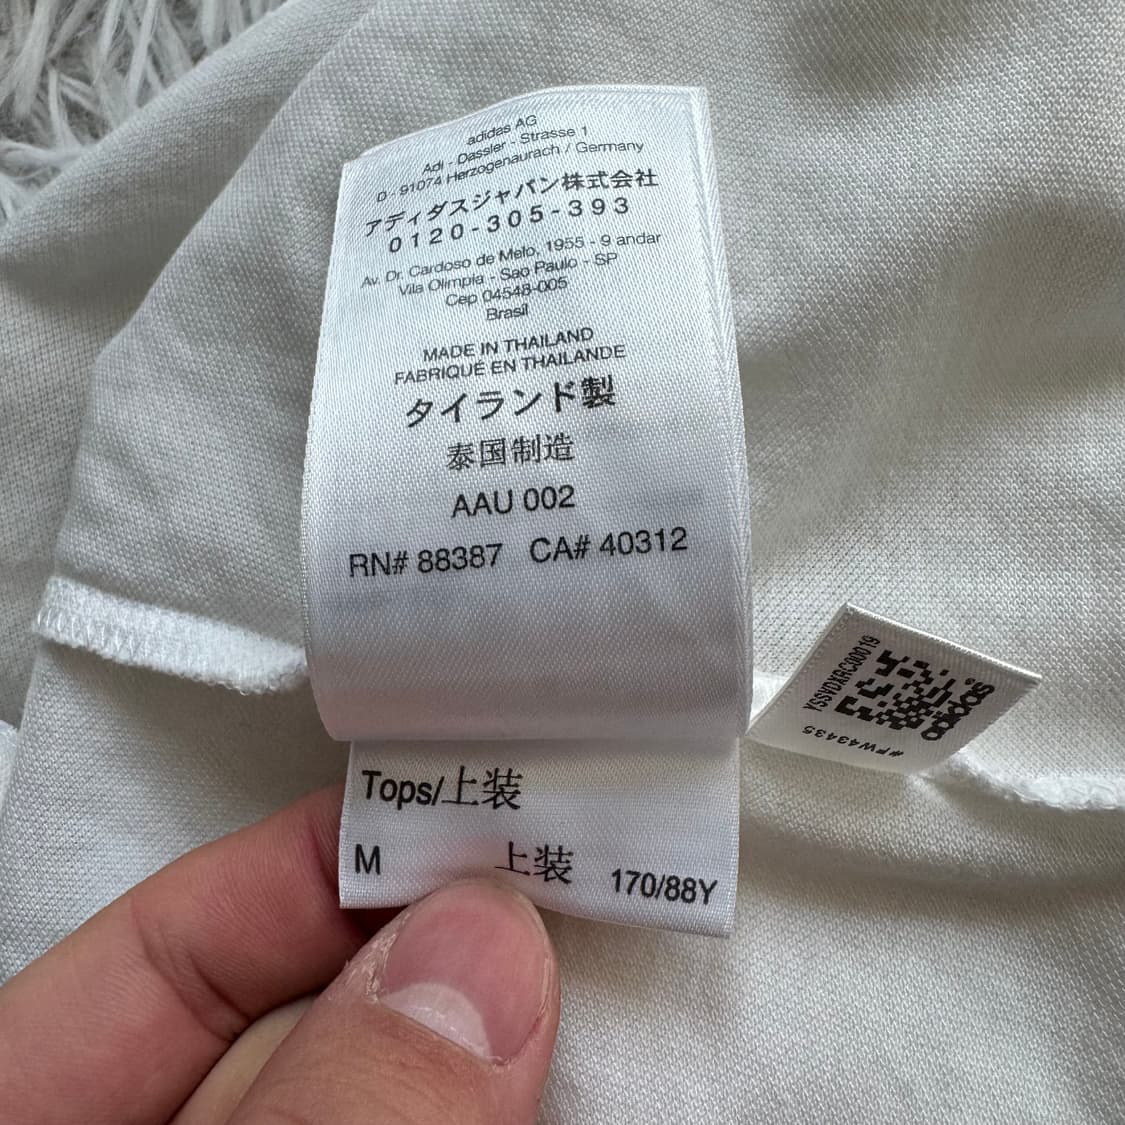 adidas AG
Adi - Dassler - Strasse 1
D - 91074 Herzogenaurach / Germany
アディダスジャパン株式会社
0120-305-393
Av. Dr. Cardoso de Melo, 1955 - 9 andar
Vila Olimpia - Sao Paulo - SP
Cep 04548-005
Brasil
MADE IN THAILAND
FABRIQUÉ EN THAILANDE
タイランド製
泰国制造
AAU 002
RN# 88387 CA# 40312
Tops/上装
M 上装 170/88Y
YSSVDXRC00019
adidas
#FW43435